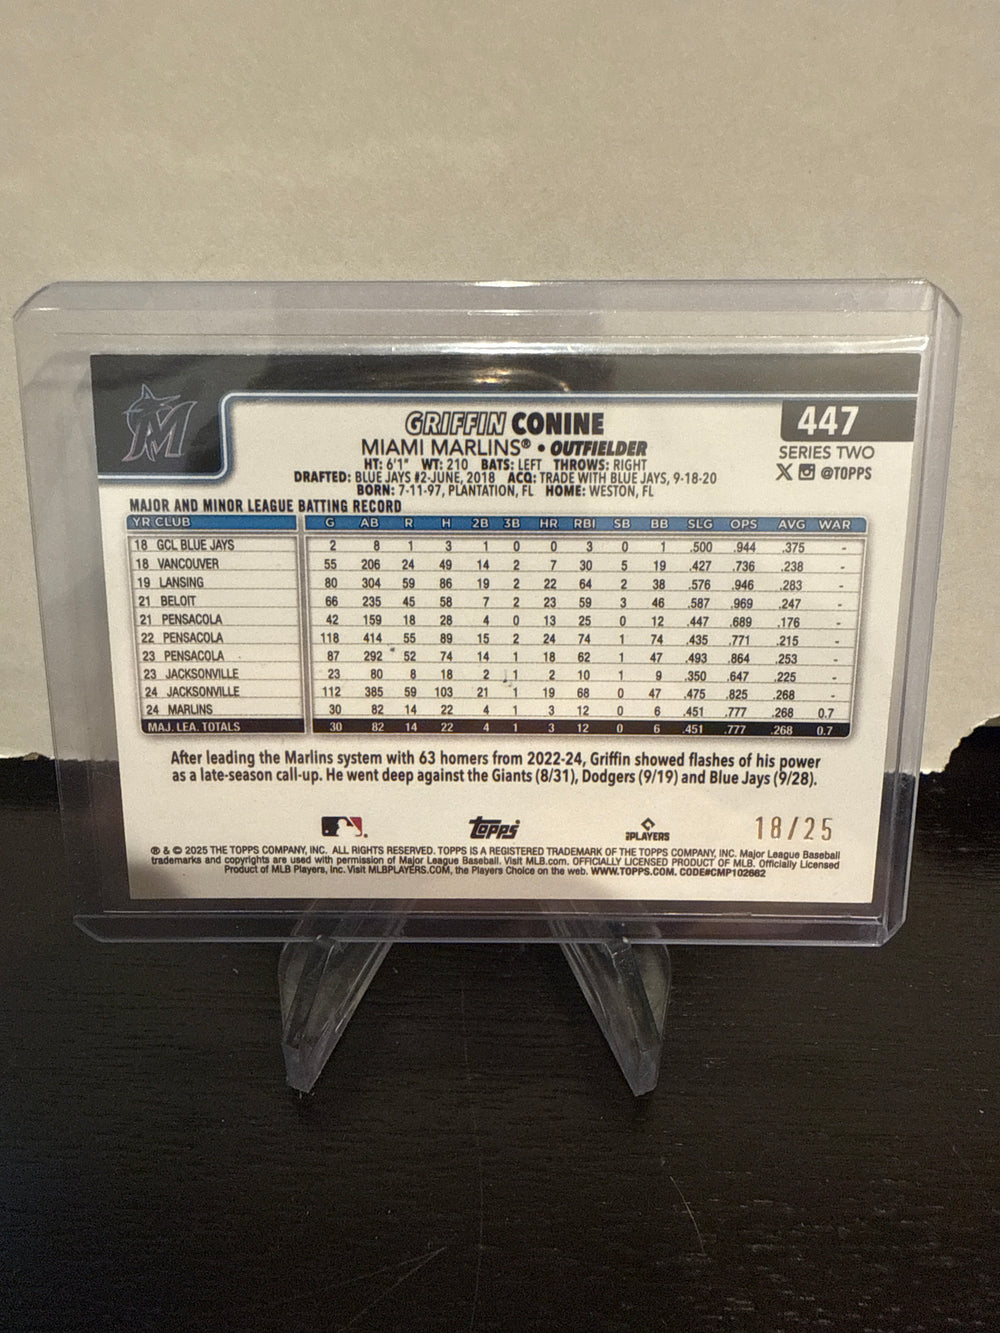 447
GRIFFIN CONINE
MIAMI MARLINS® • OUTFIELDER
SERIES TWO
@TOPPS
HT: 6'1" WT: 210 BATS: LEFT THROWS: RIGHT
DRAFTED: BLUE JAYS #2-JUNE, 2018 ACQ: TRADE WITH BLUE JAYS, 9-18-20
BORN: 7-11-97, PLANTATION, FL HOME: WESTON, FL
MAJOR AND MINOR LEAGUE BATTING RECORD
YR CLUB G AB R H 2B 3B HR RBI SB BB SLG OPS AVG WAR
18 GCL BLUE JAYS 2 8 1 3 1 0 0 3 0 1 .500 .944 .375 -
18 VANCOUVER 55 206 24 49 14 2 7 30 5 19 .427 .736 .238 -
19 LANSING 80 304 59 86 19 2 22 64 2 38 .576 .946 .283 -
21 BELOIT 66 235 45 58 7 2 23 59 3 46 .587 .969 .247 -
21 PENSACOLA 42 159 18 28 4 0 13 25 0 12 .447 .689 .176 -
22 PENSACOLA 118 414 55 89 15 2 24 74 1 74 .435 .771 .215 -
23 PENSACOLA 87 292 52 74 14 1 18 62 1 47 .493 .864 .253 -
23 JACKSONVILLE 23 80 8 18 2 1 2 10 1 9 .350 .647 .225 -
24 JACKSONVILLE 112 385 59 103 21 1 19 68 0 47 .475 .825 .268 -
24 MARLINS 30 82 14 22 4 1 3 12 0 6 .451 .777 .268 0.7
MAJ. LEA. TOTALS 30 82 14 22 4 1 3 12 0 6 .451 .777 .268 0.7
After leading the Marlins system with 63 homers from 2022-24, Griffin showed flashes of his power
as a late-season call-up. He went deep against the Giants (8/31), Dodgers (9/19) and Blue Jays (9/28).
Topps
PLAYERS
18/25
® & © 2025 THE TOPPS COMPANY, INC. ALL RIGHTS RESERVED. TOPPS IS A REGISTERED TRADEMARK OF THE TOPPS COMPANY, INC. Major League Baseball
trademarks and copyrights are used with permission of Major League Baseball. Visit MLB.com. OFFICIALLY LICENSED PRODUCT OF MLB. Officially Licensed
Product of MLB Players, Inc. Visit MLBPLAYERS.COM, the Players Choice on the web. WWW.TOPPS.COM. CODE#CMP102662